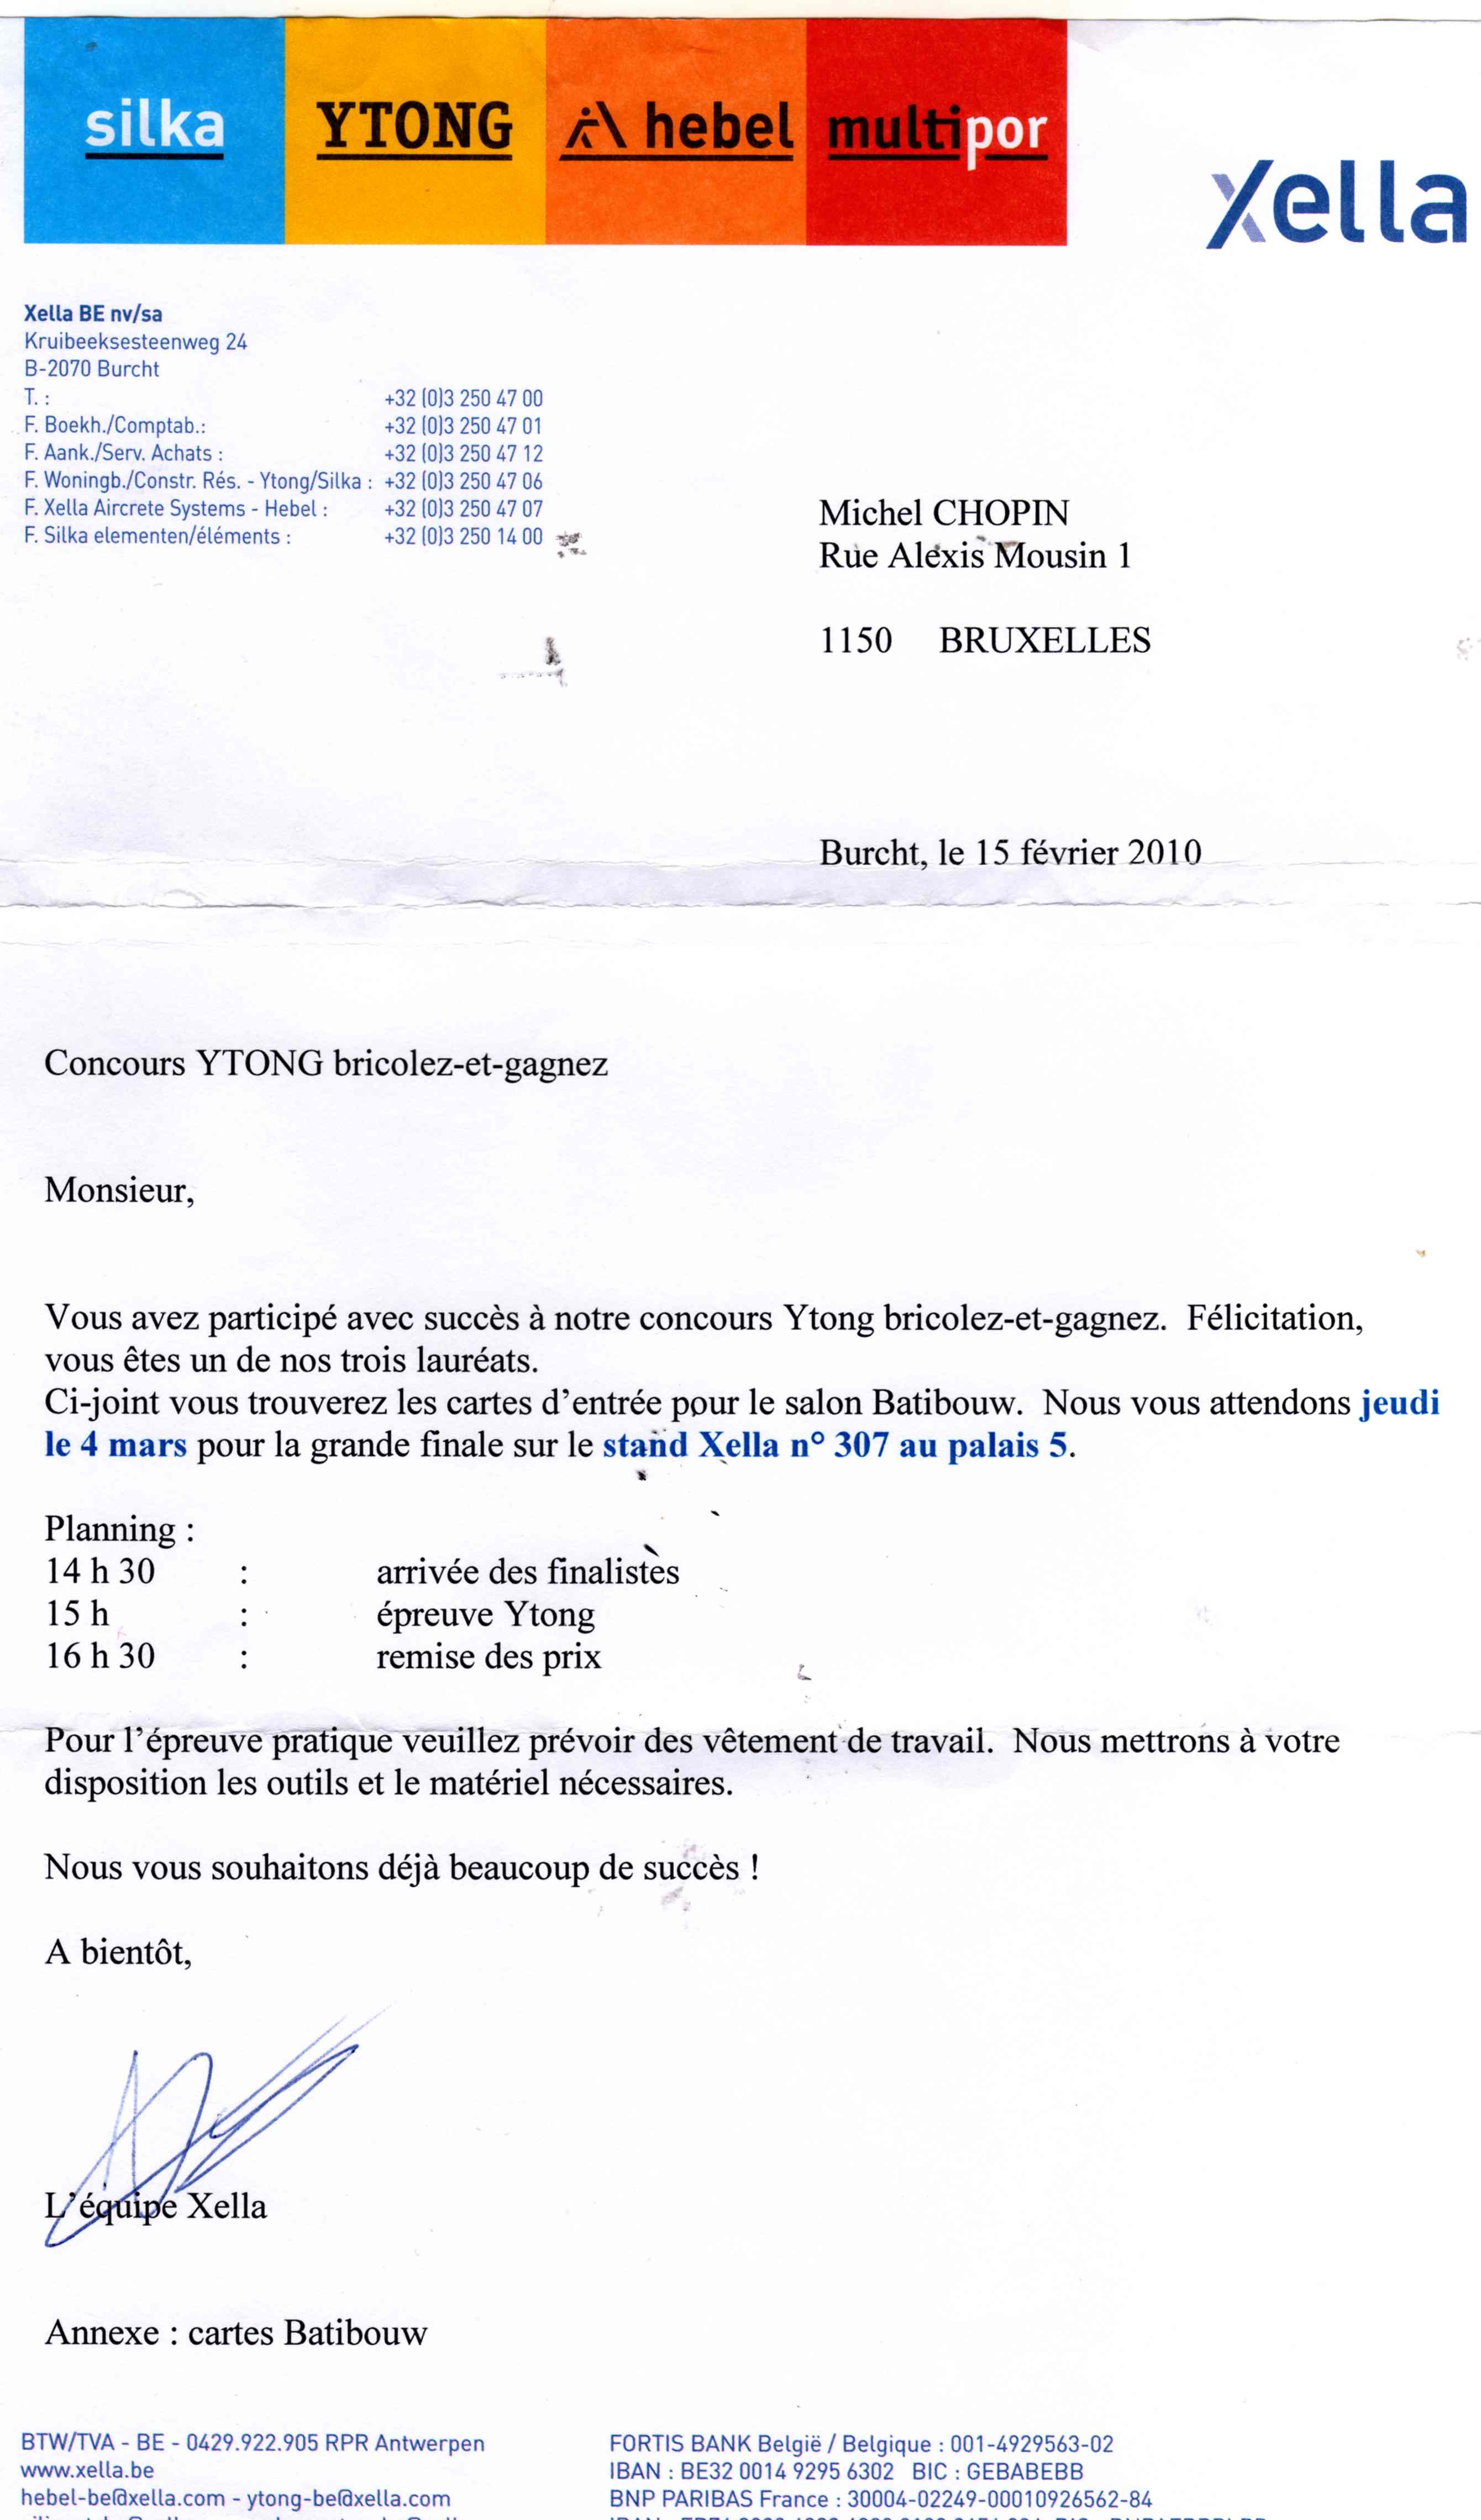 silka YTONG hebel multipor
Xella
Xella BE nv/sa
Kruibeeksesteenweg 24
B-2070 Burcht
T. : +32 (0)3 250 47 00
F. Boekh./Comptab.: +32 (0)3 250 47 01
F. Aank./Serv. Achats : +32 (0)3 250 47 12
F. Woningb./Constr. Rés. - Ytong/Silka : +32 (0)3 250 47 06
F. Xella Aircrete Systems - Hebel : +32 (0)3 250 47 07
F. Silka elementen/éléments : +32 (0)3 250 14 00
Michel CHOPIN
Rue Alexis Mousin 1
1150 BRUXELLES
Burcht, le 15 février 2010
Concours YTONG bricolez-et-gagnez
Monsieur,
Vous avez participé avec succès à notre concours Ytong bricolez-et-gagnez. Félicitation,
vous êtes un de nos trois lauréats.
Ci-joint vous trouverez les cartes d'entrée pour le salon Batibouw. Nous vous attendons jeudi
le 4 mars pour la grande finale sur le stand Xella n° 307 au palais 5.
Planning :
14 h 30 : arrivée des finalistes
15 h : épreuve Ytong
16 h 30 : remise des prix
Pour l'épreuve pratique veuillez prévoir des vêtement de travail. Nous mettrons à votre
disposition les outils et le matériel nécessaires.
Nous vous souhaitons déjà beaucoup de succès !
A bientôt,
L'équipe Xella
Annexe : cartes Batibouw
BTW/TVA - BE - 0429.922.905 RPR Antwerpen
www.xella.be
hebel-be@xella.com - ytong-be@xella.com
FORTIS BANK België / Belgique : 001-4929563-02
IBAN : BE32 0014 9295 6302 BIC : GEBABEBB
BNP PARIBAS France : 30004-02249-00010926562-84